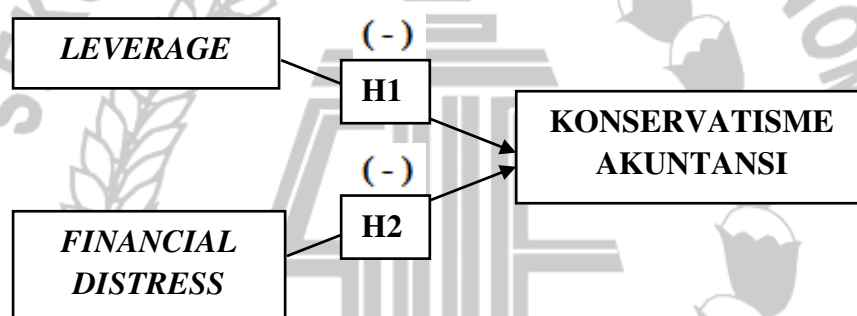 LEVERAGE
(-)
H1
KONSERVATISME
AKUNTANSI
(-)
H2
FINANCIAL
DISTRESS